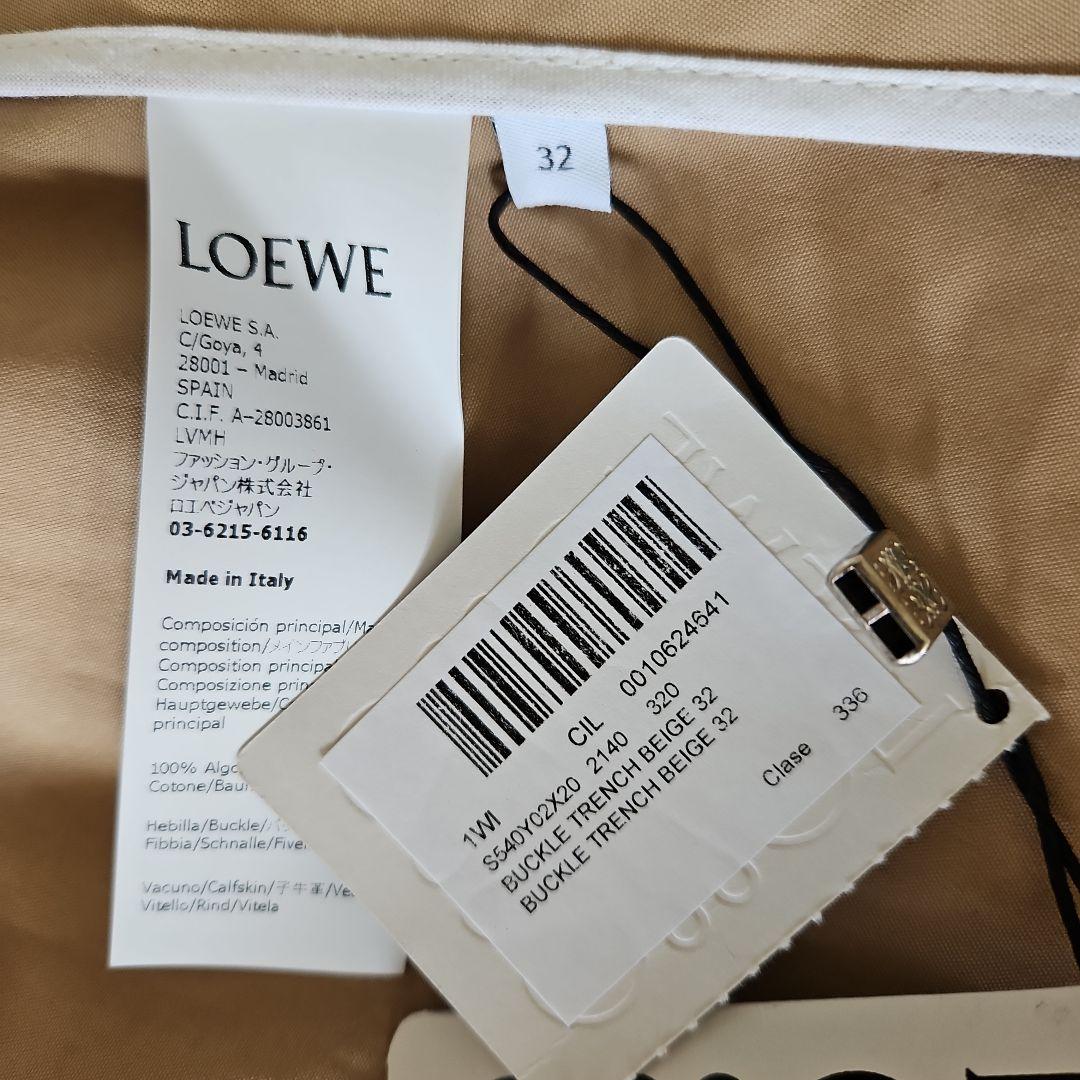 32
LOEWE
LOEWE S.A.
C/Goya, 4
28001 – Madrid
SPAIN
C.I.F. A–28003861
LVMH
ファッション・グループ・
ジャパン株式会社
ロエベジャパン
03-6215-6116
Made in Italy
Composición principal/Ma
composition/メインファブ
Composition principa
Composizione prin
Hauptgewebe/C
principal
100% Algo
Cotone/Bau
Hebilla/Buckle/バ
Fibbia/Schnalle/Five
Vacuno/Calfskin/子牛革/Ve
Vitello/Rind/Vitela
1WI CIL 0010624641
S540Y02X20 2140 320
BUCKLE TRENCH BEIGE 32
BUCKLE TRENCH BEIGE 32
Clase 336